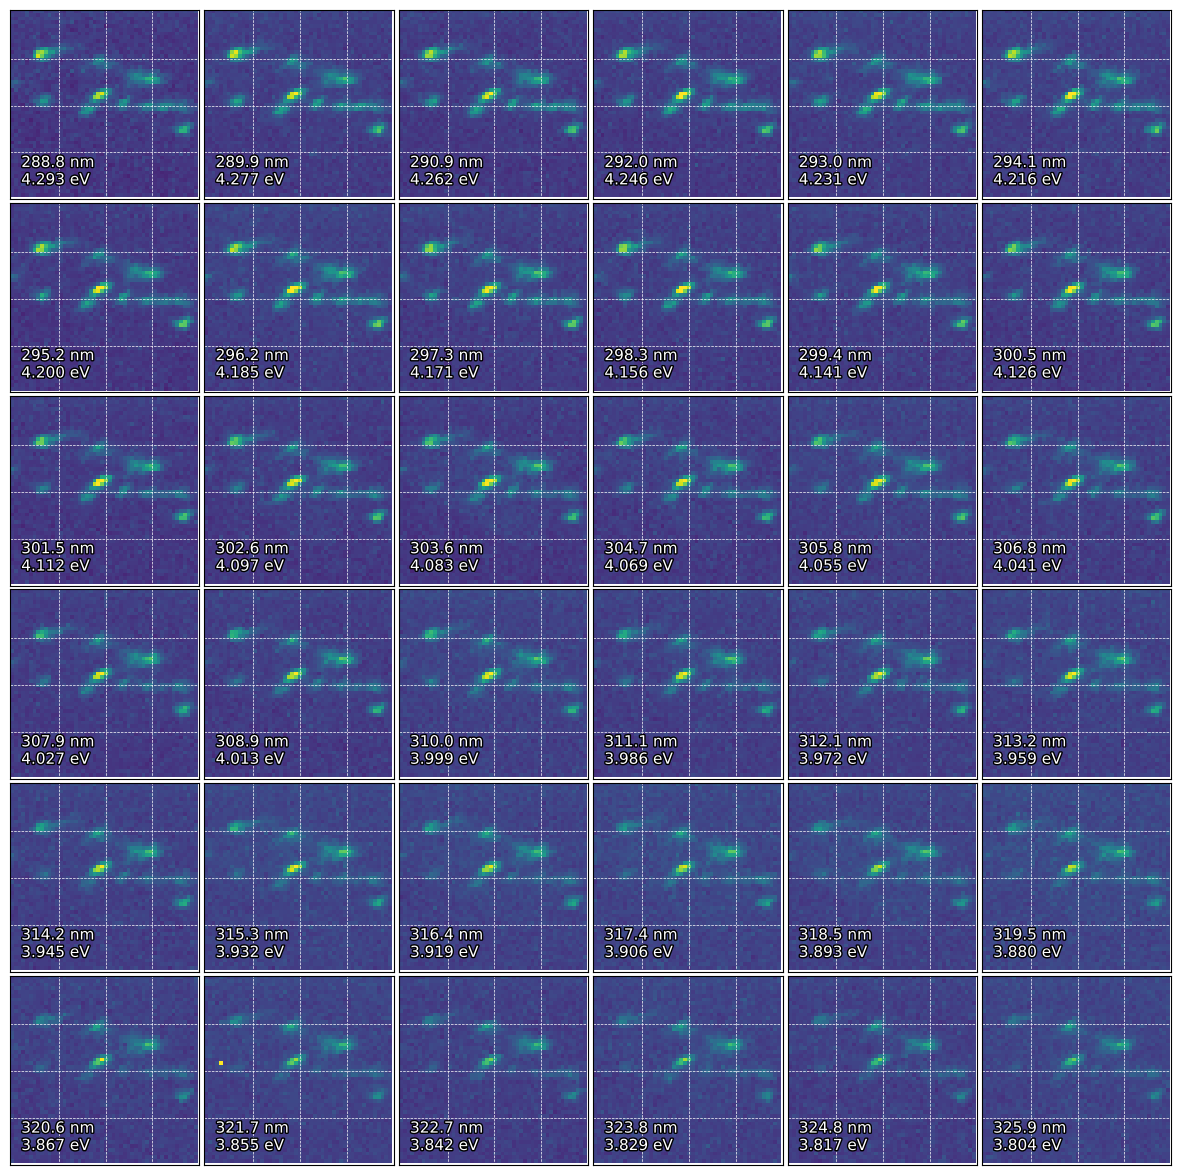 288.8 nm
4.293 eV
289.9 nm
4.277 eV
290.9 nm
4.262 eV
292.0 nm
4.246 eV
293.0 nm
4.231 eV
294.1 nm
4.216 eV
295.2 nm
4.200 eV
296.2 nm
4.185 eV
297.3 nm
4.171 eV
298.3 nm
4.156 eV
299.4 nm
4.141 eV
300.5 nm
4.126 eV
301.5 nm
4.112 eV
302.6 nm
4.097 eV
303.6 nm
4.083 eV
304.7 nm
4.069 eV
305.8 nm
4.055 eV
306.8 nm
4.041 eV
307.9 nm
4.027 eV
308.9 nm
4.013 eV
310.0 nm
3.999 eV
311.1 nm
3.986 eV
312.1 nm
3.972 eV
313.2 nm
3.959 eV
314.2 nm
3.945 eV
315.3 nm
3.932 eV
316.4 nm
3.919 eV
317.4 nm
3.906 eV
318.5 nm
3.893 eV
319.5 nm
3.880 eV
320.6 nm
3.867 eV
321.7 nm
3.855 eV
322.7 nm
3.842 eV
323.8 nm
3.829 eV
324.8 nm
3.817 eV
325.9 nm
3.804 eV